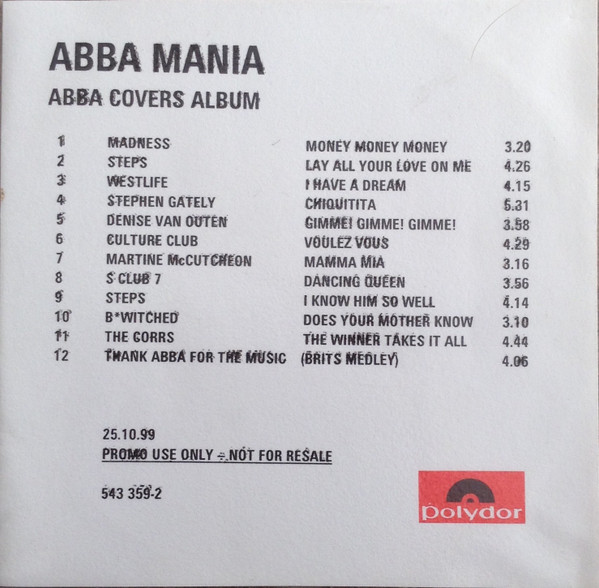 ABBA MANIA
ABBA COVERS ALBUM
1 MADNESS MONEY MONEY MONEY 3.20
2 STEPS LAY ALL YOUR LOVE ON ME 4.26
3 WESTLIFE I HAVE A DREAM 4.15
4 STEPHEN GATELY CHIQUITITA 5.31
5 DENISE VAN OUTEN GIMME! GIMME! GIMME! 3.58
6 CULTURE CLUB VOULEZ VOUS 4.29
7 MARTINE McCUTCHEON MAMMA MIA 3.16
8 S CLUB 7 DANCING QUEEN 3.56
9 STEPS I KNOW HIM SO WELL 4.14
10 B*WITCHED DOES YOUR MOTHER KNOW 3.10
11 THE CORRS THE WINNER TAKES IT ALL 4.44
12 THANK ABBA FOR THE MUSIC (BRITS MEDLEY) 4.06
25.10.99
PROMO USE ONLY - NOT FOR RESALE
543 359-2
polydor